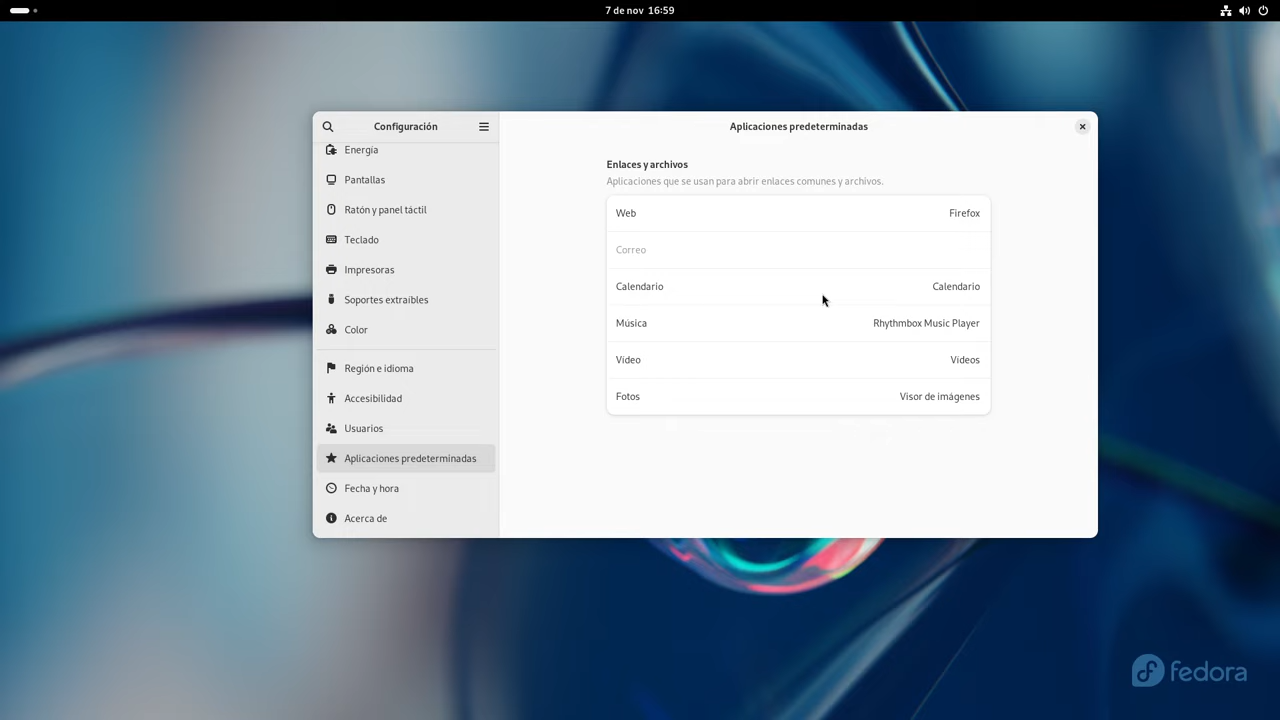 7 de nov 16:59
Configuración
Aplicaciones predeterminadas
Energía
Pantallas
Ratón y panel táctil
Teclado
Impresoras
Soportes extraíbles
Color
Región e idioma
Accesibilidad
Usuarios
Aplicaciones predeterminadas
Fecha y hora
Acerca de
Enlaces y archivos
Aplicaciones que se usan para abrir enlaces comunes y archivos.
Web Firefox
Correo
Calendario Calendario
Música Rhythmbox Music Player
Vídeo Vídeos
Fotos Visor de imágenes
fedora